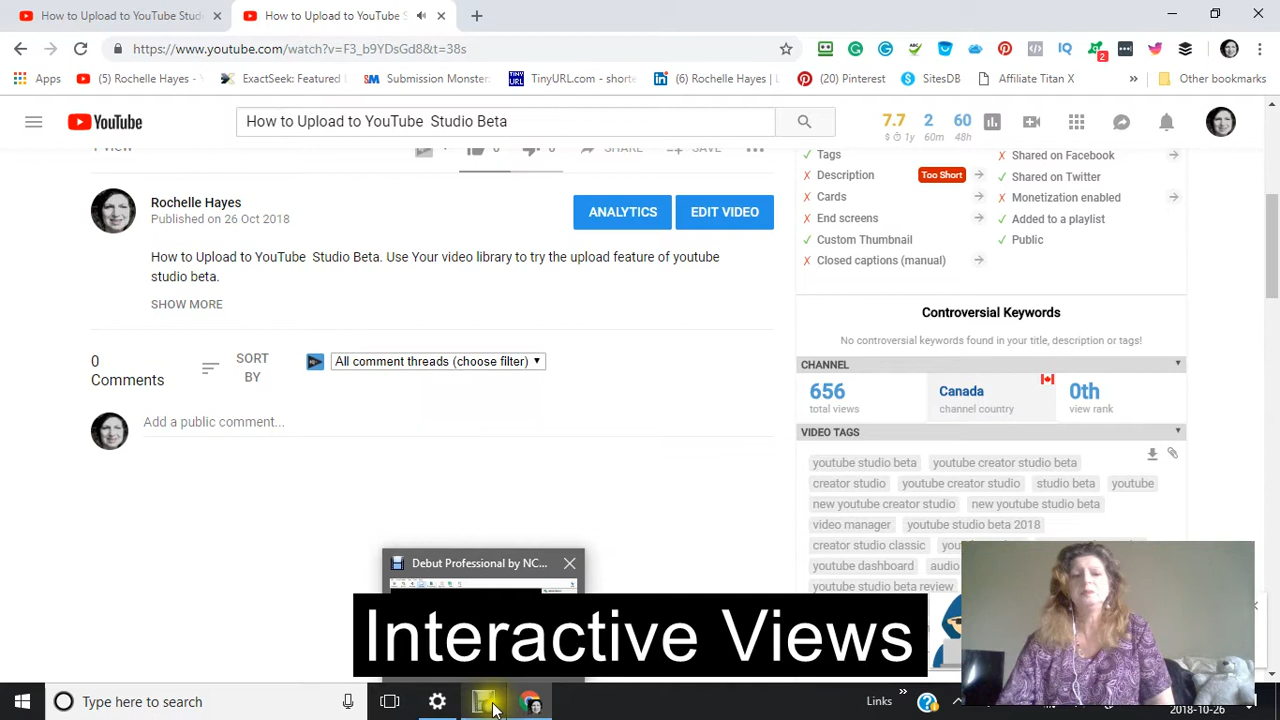 How to Upload to YouTube Stud
How to Upload to YouTube S
https://www.youtube.com/watch?v=F3_b9YDsGd8&t=38s
Apps
(5) Rochelle Hayes - Y
ExactSeek: Featured L
Submission Monster
TinyURL.com - shorte
(6) Rochelle Hayes | L
(20) Pinterest
SitesDB
Affiliate Titan X
Other bookmarks
YouTube
How to Upload to YouTube Studio Beta
7.7 2 60
$ 1y 60m 48h
1 view
SHARE
SAVE
Rochelle Hayes
Published on 26 Oct 2018
ANALYTICS
EDIT VIDEO
How to Upload to YouTube Studio Beta. Use Your video library to try the upload feature of youtube
studio beta.
SHOW MORE
0
Comments
SORT
BY
All comment threads (choose filter)
Add a public comment...
Tags
Shared on Facebook
Description
Too Short
Shared on Twitter
Cards
Monetization enabled
End screens
Added to a playlist
Custom Thumbnail
Public
Closed captions (manual)
Controversial Keywords
No controversial keywords found in your title, description or tags!
CHANNEL
656
total views
Canada
channel country
0th
view rank
VIDEO TAGS
youtube studio beta
youtube creator studio beta
creator studio
youtube creator studio
studio beta
youtube
new youtube creator studio
new youtube studio beta
video manager
youtube studio beta 2018
creator studio classic
youtube dashboard
audio
youtube studio beta review
Debut Professional by NC...
Interactive Views
Type here to search
Links
2018-10-26